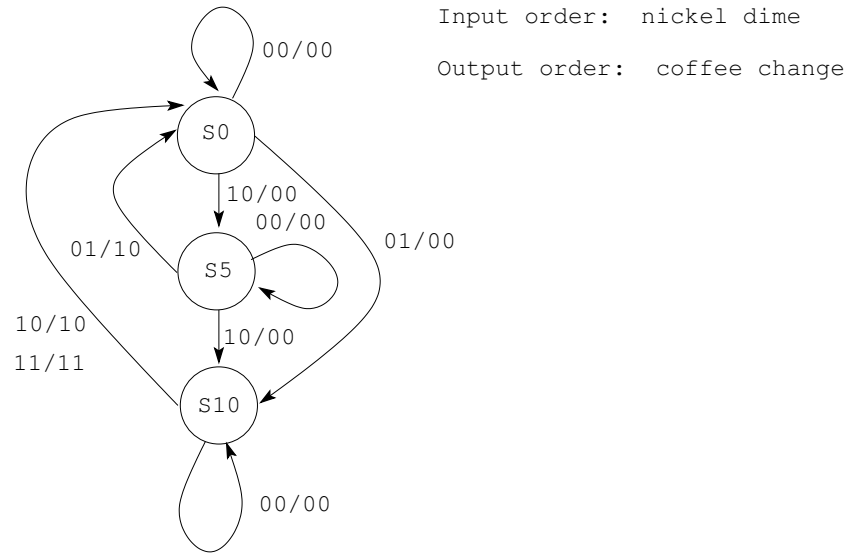 Input order: nickel dime
00/00
Output order: coffee change
S0
10/00
00/00
01/10
01/00
S5
10/10
10/00
11/11
S10
00/00